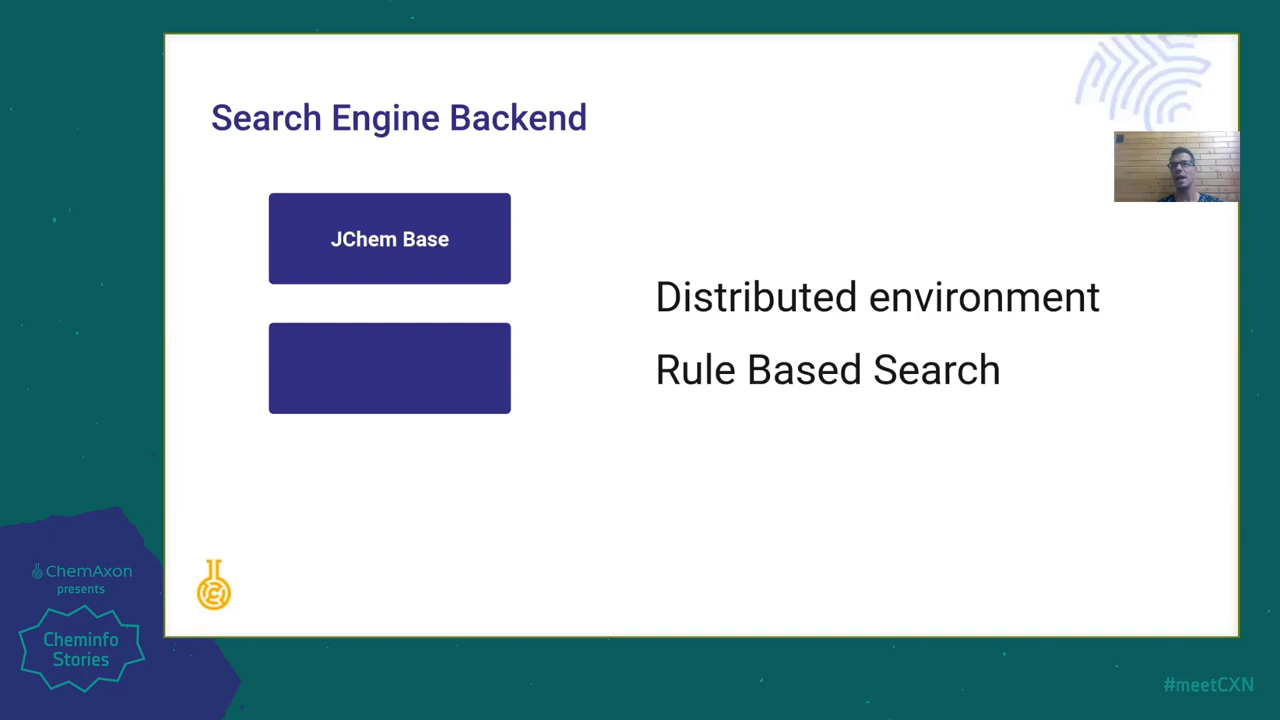 Search Engine Backend
JChem Base
Distributed environment
Rule Based Search
ChemAxon
presents
Cheminfo
Stories
#meetCXN